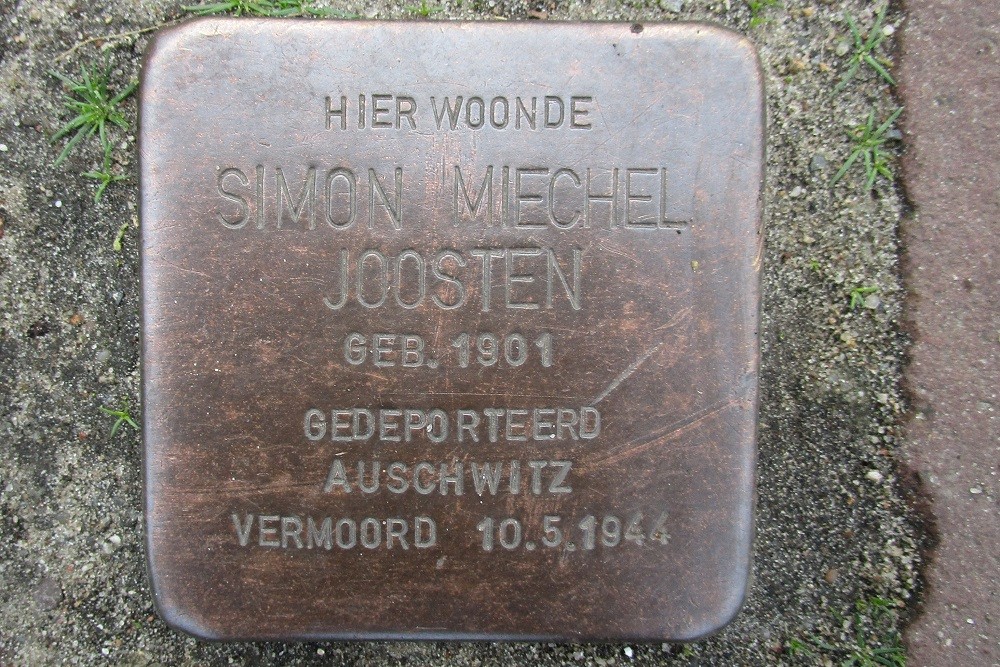 HIER WOONDE
SIMON MIECHEL
JOOSTEN
GEB. 1901
GEDEPORTEERD
AUSCHWITZ
VERMOORD 10.5.1944